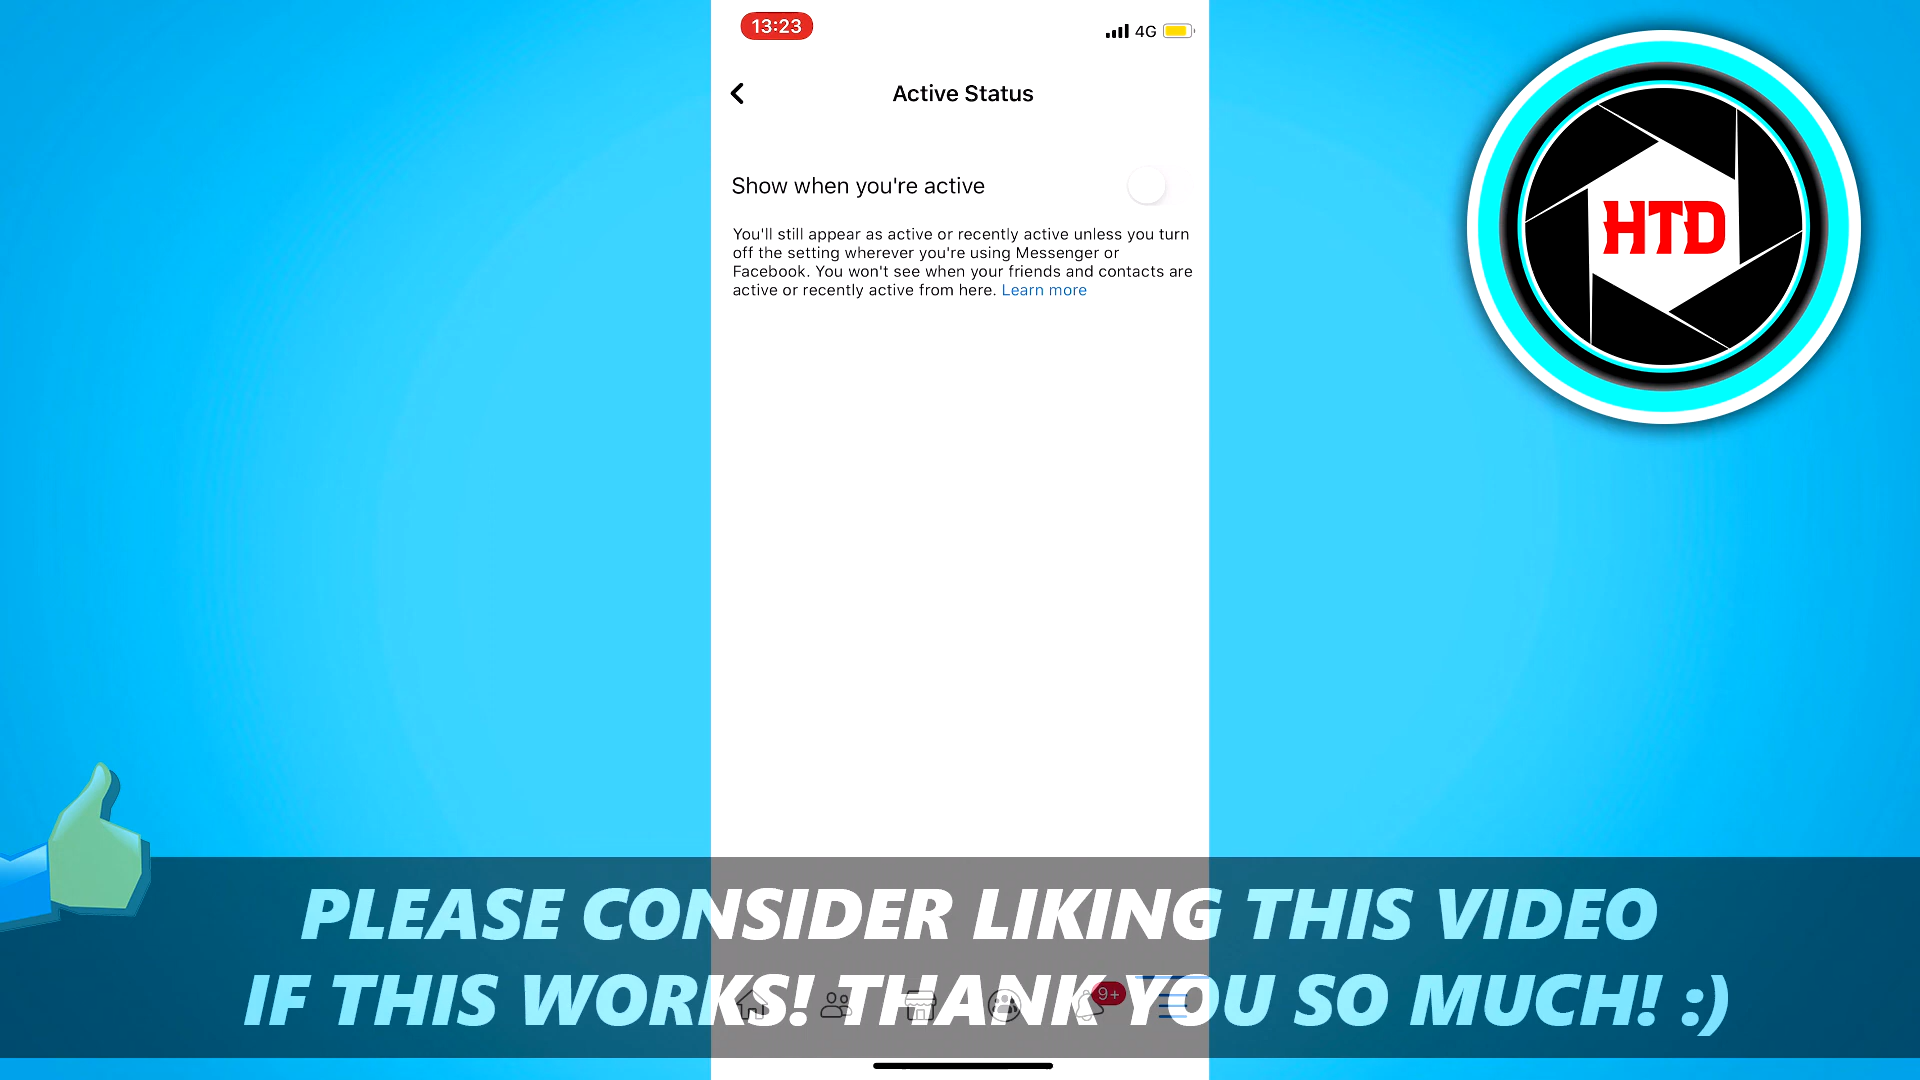 13:23
4G
Active Status
Show when you're active
You'll still appear as active or recently active unless you turn
off the setting wherever you're using Messenger or
Facebook. You won't see when your friends and contacts are
active or recently active from here. Learn more
HTD
PLEASE CONSIDER LIKING THIS VIDEO
IF THIS WORKS! THANK YOU SO MUCH! :)
9+